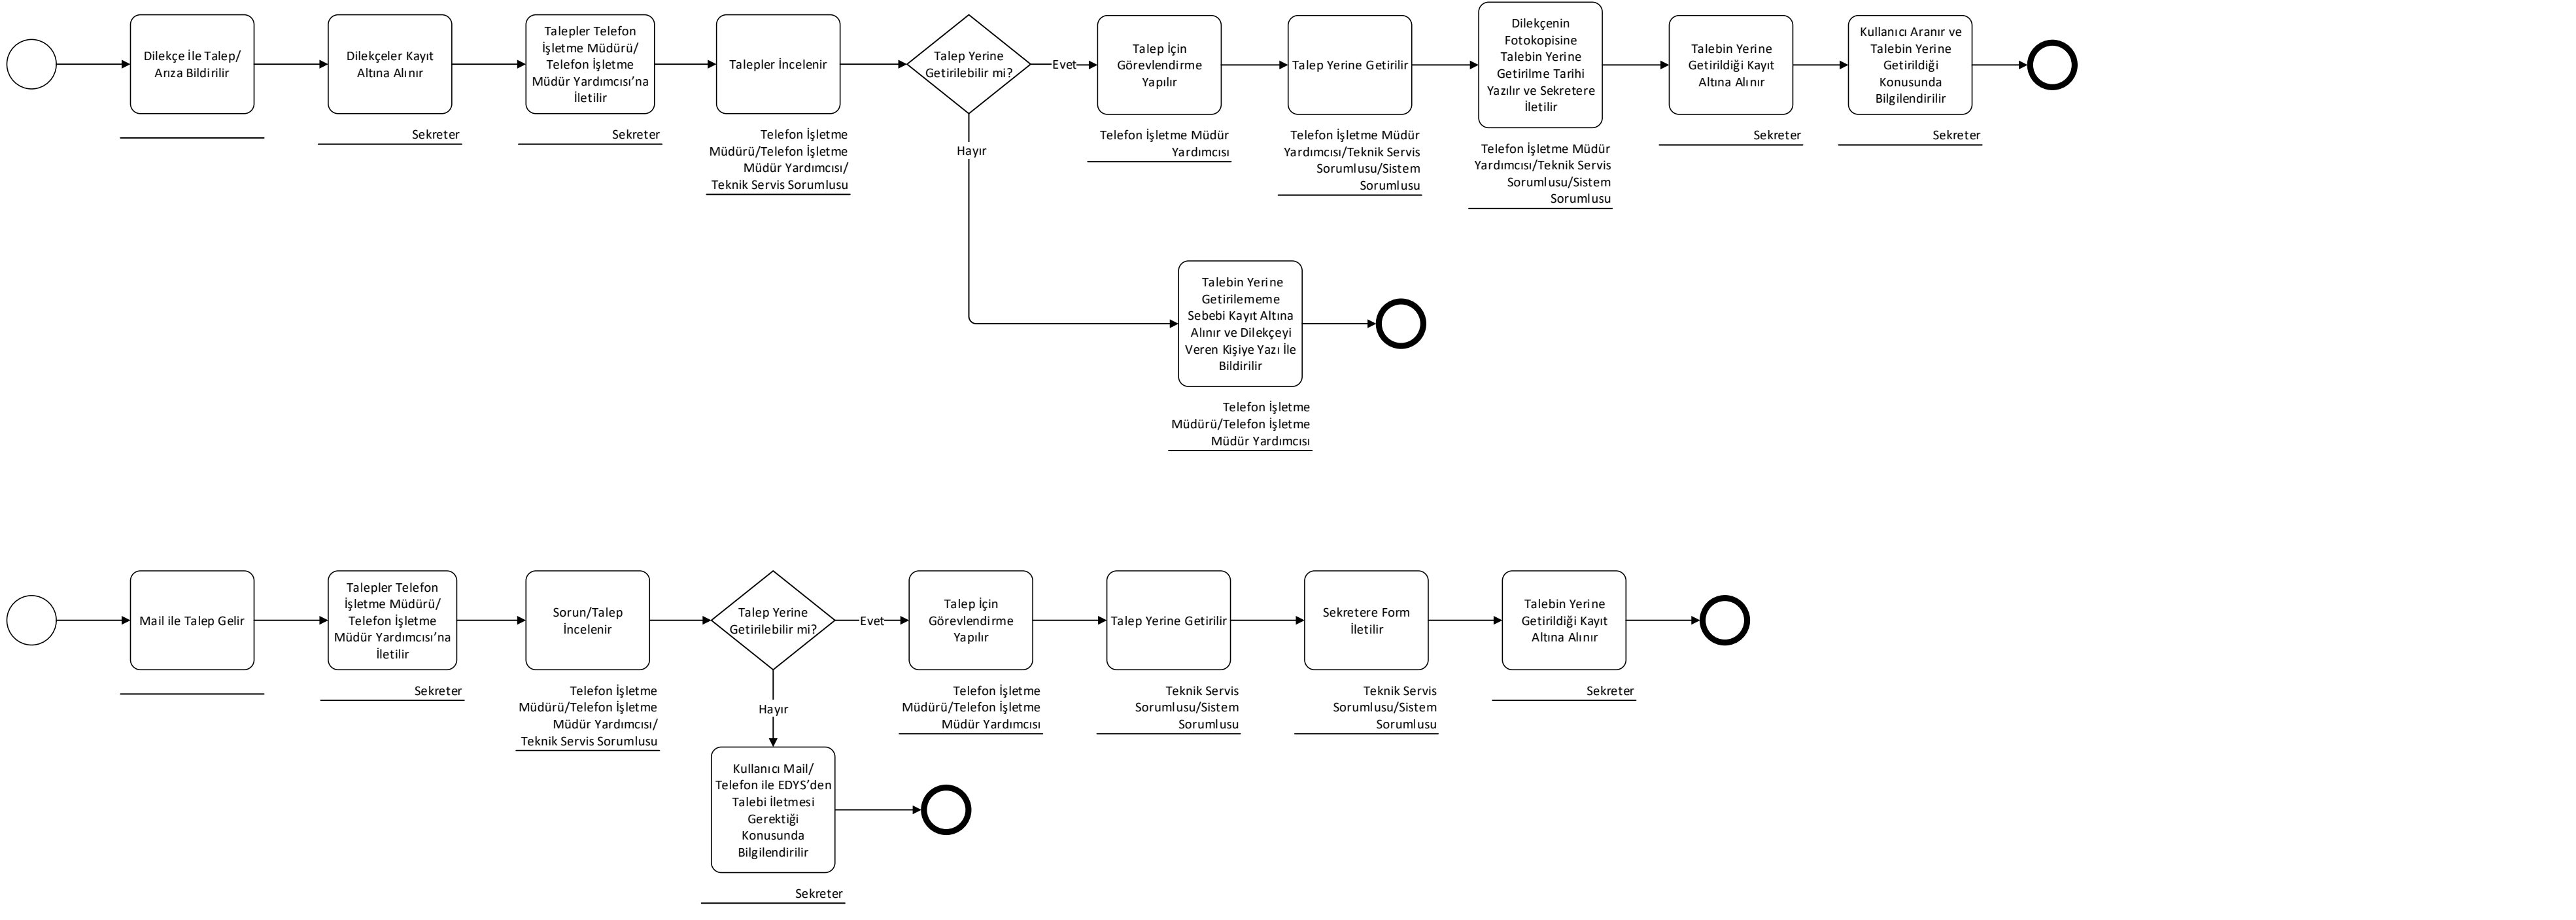 Dilekçe İle Talep/
Arıza Bildirilir
Dilekçeler Kayıt
Altına Alınır
Sekreter
Talepler Telefon
İşletme Müdürü/
Telefon İşletme
Müdür Yardımcısı’na
İletilir
Sekreter
Talepler İncelenir
Telefon İşletme
Müdürü/Telefon İşletme
Müdür Yardımcısı/
Teknik Servis Sorumlusu
Talep Yerine
Getirilebilir mi?
Evet
Hayır
Talep İçin
Görevlendirme
Yapılır
Telefon İşletme Müdür
Yardımcısı
Talep Yerine Getirilir
Telefon İşletme Müdür
Yardımcısı/Teknik Servis
Sorumlusu/Sistem
Sorumlusu
Dilekçenin
Fotokopisine
Talebin Yerine
Getirilme Tarihi
Yazılır ve Sekretere
İletilir
Telefon İşletme Müdür
Yardımcısı/Teknik Servis
Sorumlusu/Sistem
Sorumlusu
Talebin Yerine
Getirildiği Kayıt
Altına Alınır
Sekreter
Kullanıcı Aranır ve
Talebin Yerine
Getirildiği
Konusunda
Bilgilendirilir
Sekreter
Talebin Yerine
Getirilememe
Sebebi Kayıt Altına
Alınır ve Dilekçeyi
Veren Kişiye Yazı İle
Bildirilir
Telefon İşletme
Müdürü/Telefon İşletme
Müdür Yardımcısı
Mail ile Talep Gelir
Talepler Telefon
İşletme Müdürü/
Telefon İşletme
Müdür Yardımcısı’na
İletilir
Sekreter
Sorun/Talep
İncelenir
Telefon İşletme
Müdürü/Telefon İşletme
Müdür Yardımcısı/
Teknik Servis Sorumlusu
Talep Yerine
Getirilebilir mi?
Evet
Hayır
Talep İçin
Görevlendirme
Yapılır
Telefon İşletme
Müdürü/Telefon İşletme
Müdür Yardımcısı
Talep Yerine Getirilir
Teknik Servis
Sorumlusu/Sistem
Sorumlusu
Sekretere Form
İletilir
Teknik Servis
Sorumlusu/Sistem
Sorumlusu
Talebin Yerine
Getirildiği Kayıt
Altına Alınır
Sekreter
Kullanıcı Mail/
Telefon ile EDYS’den
Talebi İletmesi
Gerektiği
Konusunda
Bilgilendirilir
Sekreter